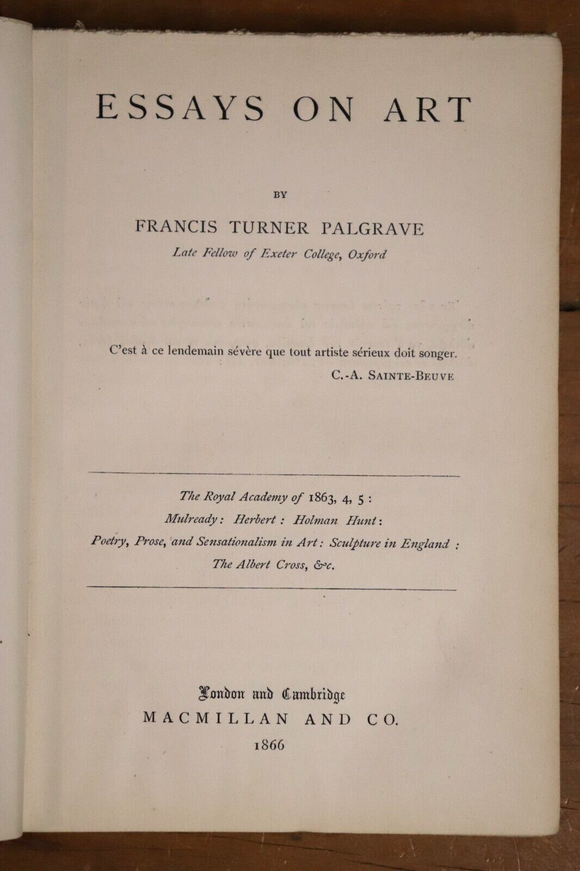 ESSAYS ON ART
BY
FRANCIS TURNER PALGRAVE
Late Fellow of Exeter College, Oxford
C'est à ce lendemain sévère que tout artiste sérieux doit songer.
C.-A. SAINTE-BEUVE
The Royal Academy of 1863, 4, 5 :
Mulready : Herbert : Holman Hunt :
Poetry, Prose, and Sensationalism in Art : Sculpture in England :
The Albert Cross, &c.
London and Cambridge
MACMILLAN AND CO.
1866